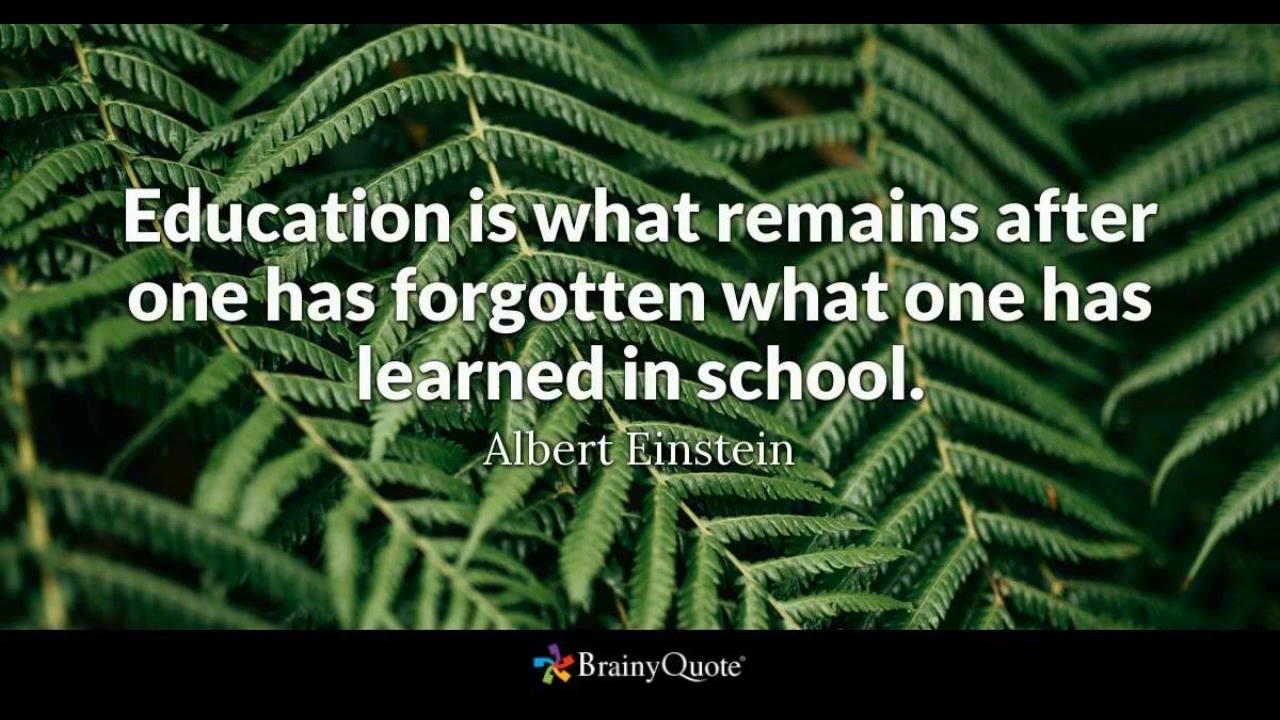 Education is what remains after
one has forgotten what one has
learned in school.
Albert Einstein
BrainyQuote®